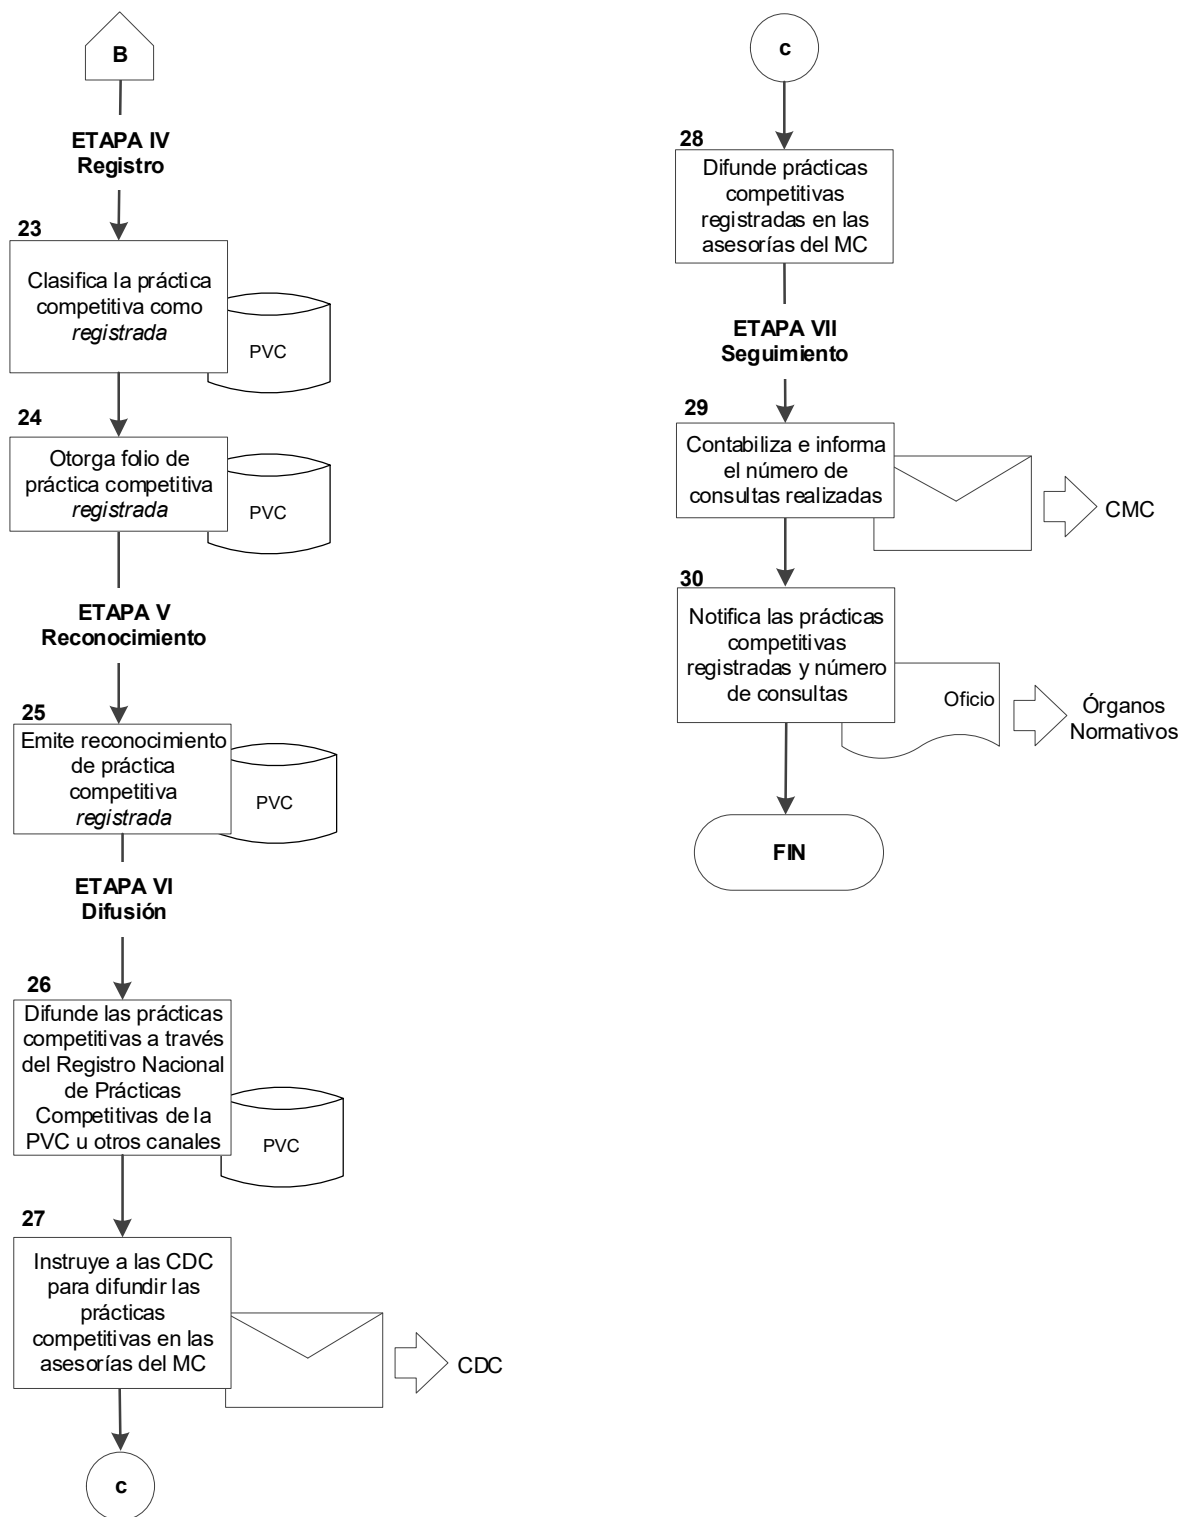 B
ETAPA IV
Registro
23
Clasifica la práctica
competitiva como
registrada
PVC
24
Otorga folio de
práctica competitiva
registrada
PVC
ETAPA V
Reconocimiento
25
Emite reconocimiento
de práctica
competitiva
registrada
PVC
ETAPA VI
Difusión
26
Difunde las prácticas
competitivas a través
del Registro Nacional
de Prácticas
Competitivas de la
PVC u otros canales
PVC
27
Instruye a las CDC
para difundir las
prácticas
competitivas en las
asesorías del MC
CDC
c
c
28
Difunde prácticas
competitivas
registradas en las
asesorías del MC
ETAPA VII
Seguimiento
29
Contabiliza e informa
el número de
consultas realizadas
CMC
30
Notifica las prácticas
competitivas
registradas y número
de consultas
Oficio
Órganos
Normativos
FIN